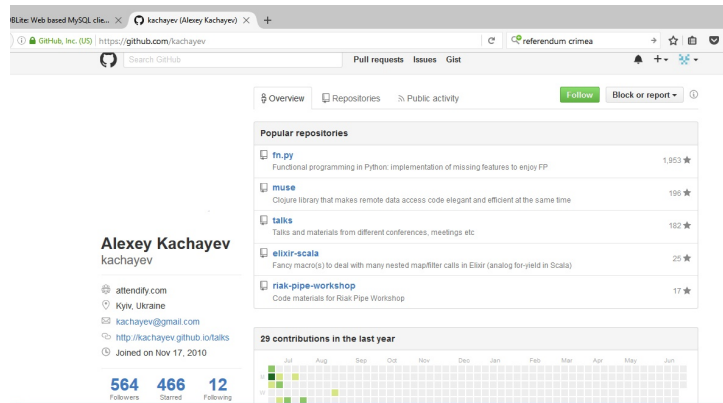 BLite: Web based MySQL clie...
kachayev (Alexey Kachayev)
GitHub, Inc. (US)
https://github.com/kachayev
referendum crimea
Search GitHub
Pull requests Issues Gist
Overview Repositories Public activity
Follow
Block or report
Popular repositories
fn.py
Functional programming in Python: implementation of missing features to enjoy FP
1,953
muse
Clojure library that makes remote data access code elegant and efficient at the same time
196
talks
Talks and materials from different conferences, meetings etc
182
elixir-scala
Fancy macro(s) to deal with many nested map/filter calls in Elixir (analog for-yield in Scala)
25
riak-pipe-workshop
Code materials for Riak Pipe Workshop
17
Alexey Kachayev
kachayev
attendify.com
Kyiv, Ukraine
kachayev@gmail.com
http://kachayev.github.io/talks
Joined on Nov 17, 2010
564 466 12
Followers Starred Following
29 contributions in the last year
Jul Aug Sep Oct Nov Dec Jan Feb Mar Apr May Jun
M
W